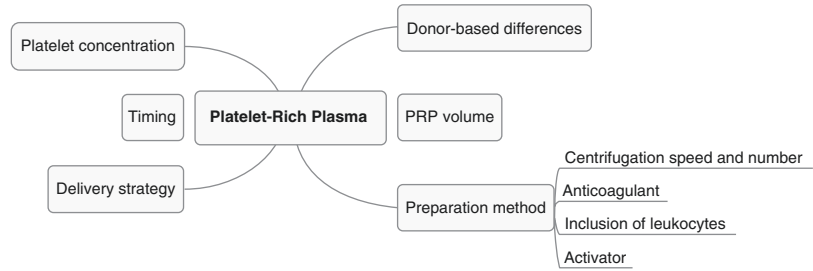 Platelet concentration
Donor-based differences
Timing
Platelet-Rich Plasma
PRP volume
Delivery strategy
Preparation method
Centrifugation speed and number
Anticoagulant
Inclusion of leukocytes
Activator